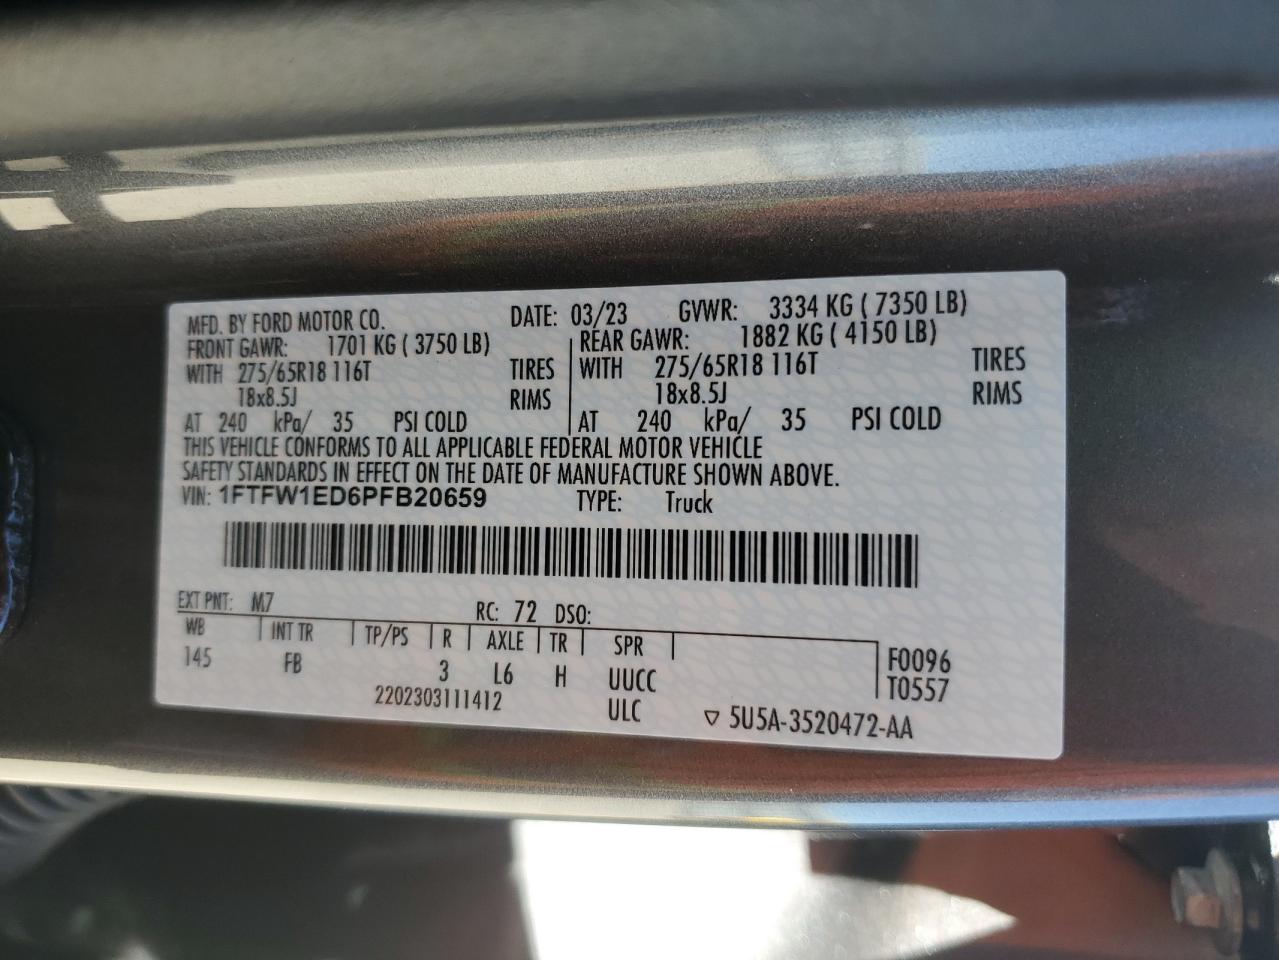 MFD. BY FORD MOTOR CO. DATE: 03/23 GVWR: 3334 KG ( 7350 LB)
FRONT GAWR: 1701 KG ( 3750 LB) REAR GAWR: 1882 KG ( 4150 LB)
WITH 275/65R18 116T TIRES WITH 275/65R18 116T TIRES
18x8.5J RIMS 18x8.5J RIMS
AT 240 kPa/ 35 PSI COLD AT 240 kPa/ 35 PSI COLD
THIS VEHICLE CONFORMS TO ALL APPLICABLE FEDERAL MOTOR VEHICLE
SAFETY STANDARDS IN EFFECT ON THE DATE OF MANUFACTURE SHOWN ABOVE.
VIN: 1FTFW1ED6PFB20659 TYPE: Truck
EXT PNT: M7 RC: 72 DSO:
WB INT TR TP/PS R AXLE TR SPR
145 FB 3 L6 H UUCC F0096
ULC T0557
2202303111412 ▽ 5U5A-3520472-AA